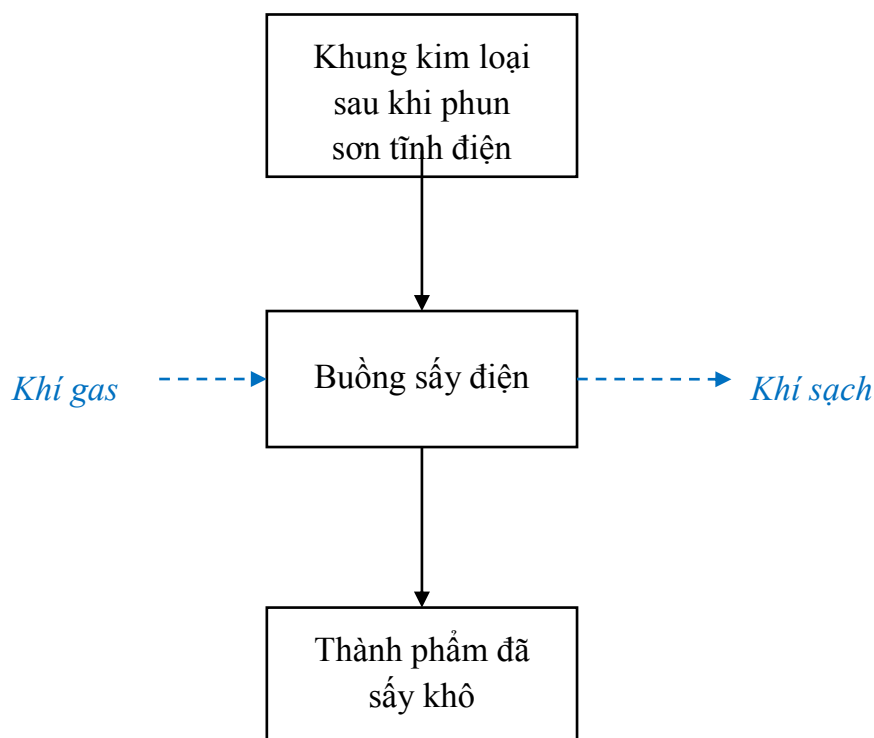 Khung kim loại
sau khi phun
sơn tĩnh điện
Khí gas
Buồng sấy điện
Khí sạch
Thành phẩm đã
sấy khô